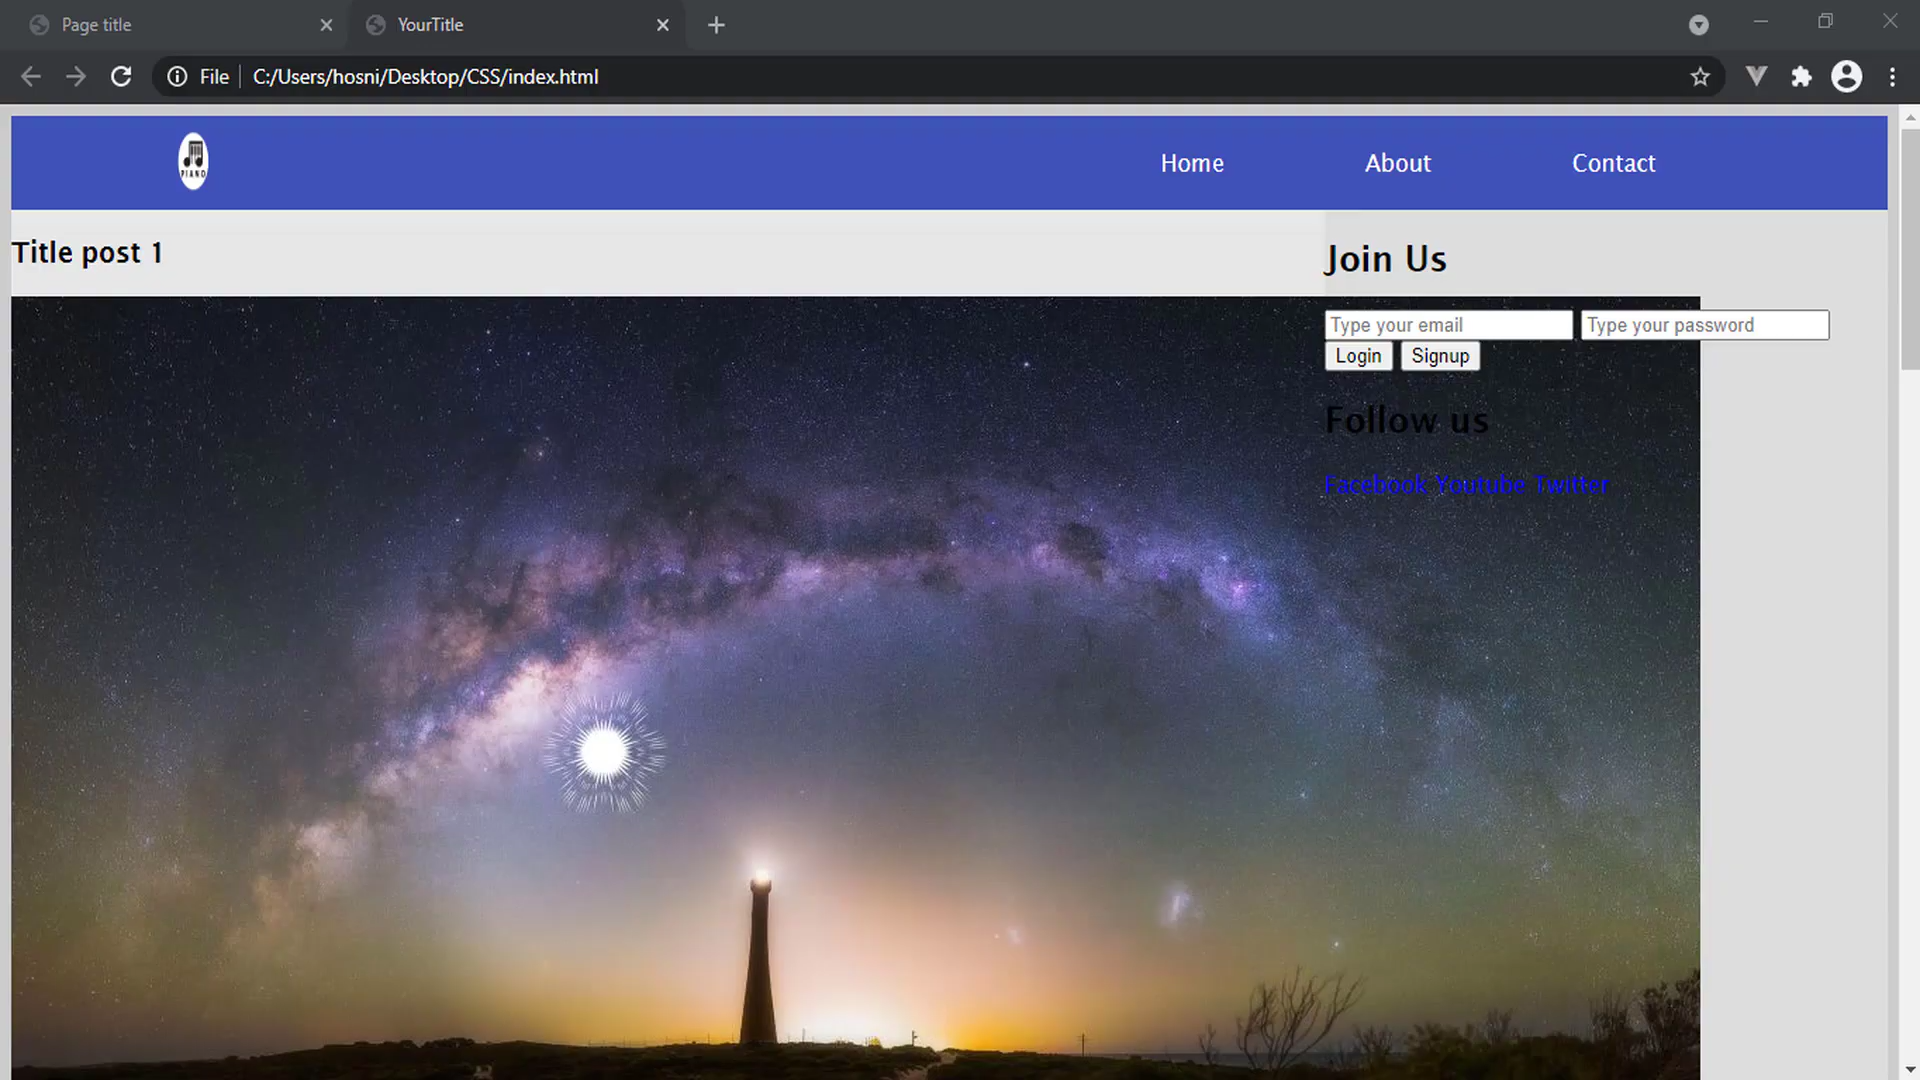 Page title
YourTitle
File
C:/Users/hosni/Desktop/CSS/index.html
PIANO
Home About Contact
Title post 1
Join Us
Type your email Type your password
Login Signup
Follow us
Facebook Youtube Twitter